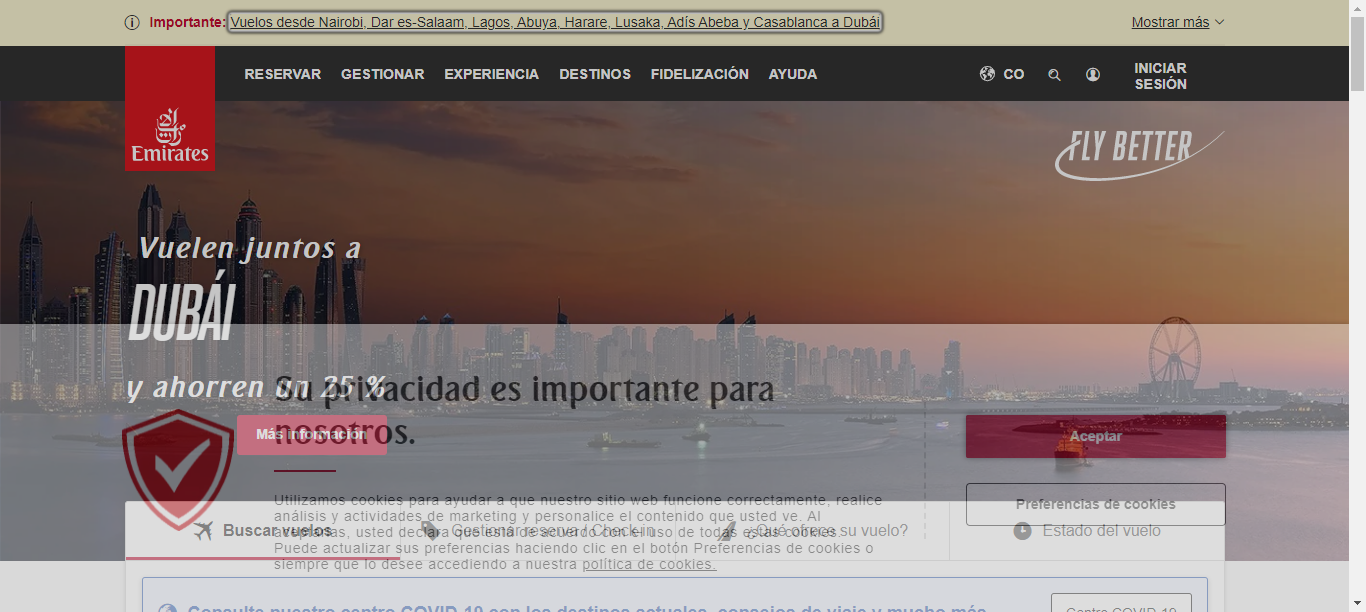 Importante: Vuelos desde Nairobi, Dar es-Salaam, Lagos, Abuya, Harare, Lusaka, Adís Abeba y Casablanca a Dubái
Mostrar más
RESERVAR GESTIONAR EXPERIENCIA DESTINOS FIDELIZACIÓN AYUDA
CO
INICIAR
SESIÓN
Emirates
FLY BETTER
Vuelen juntos a
DUBÁI
y ahorren un 25 %
Más información
Su privacidad es importante para
nosotros.
Aceptar
Preferencias de cookies
Utilizamos cookies para ayudar a que nuestro sitio web funcione correctamente, realice
análisis y actividades de marketing y personalice el contenido que usted ve. Al
aceptarlas, usted declara que está de acuerdo con el uso de todas estas cookies.
Puede actualizar sus preferencias haciendo clic en el botón Preferencias de cookies o
siempre que lo desee accediendo a nuestra política de cookies.
Buscar vuelos
Gestionar reserva / Check-in
¿Qué ofrece su vuelo?
Estado del vuelo
Consulte nuestro centro COVID-19 con los destinos actuales, consejos de viaje y mucho más
Centro COVID-19